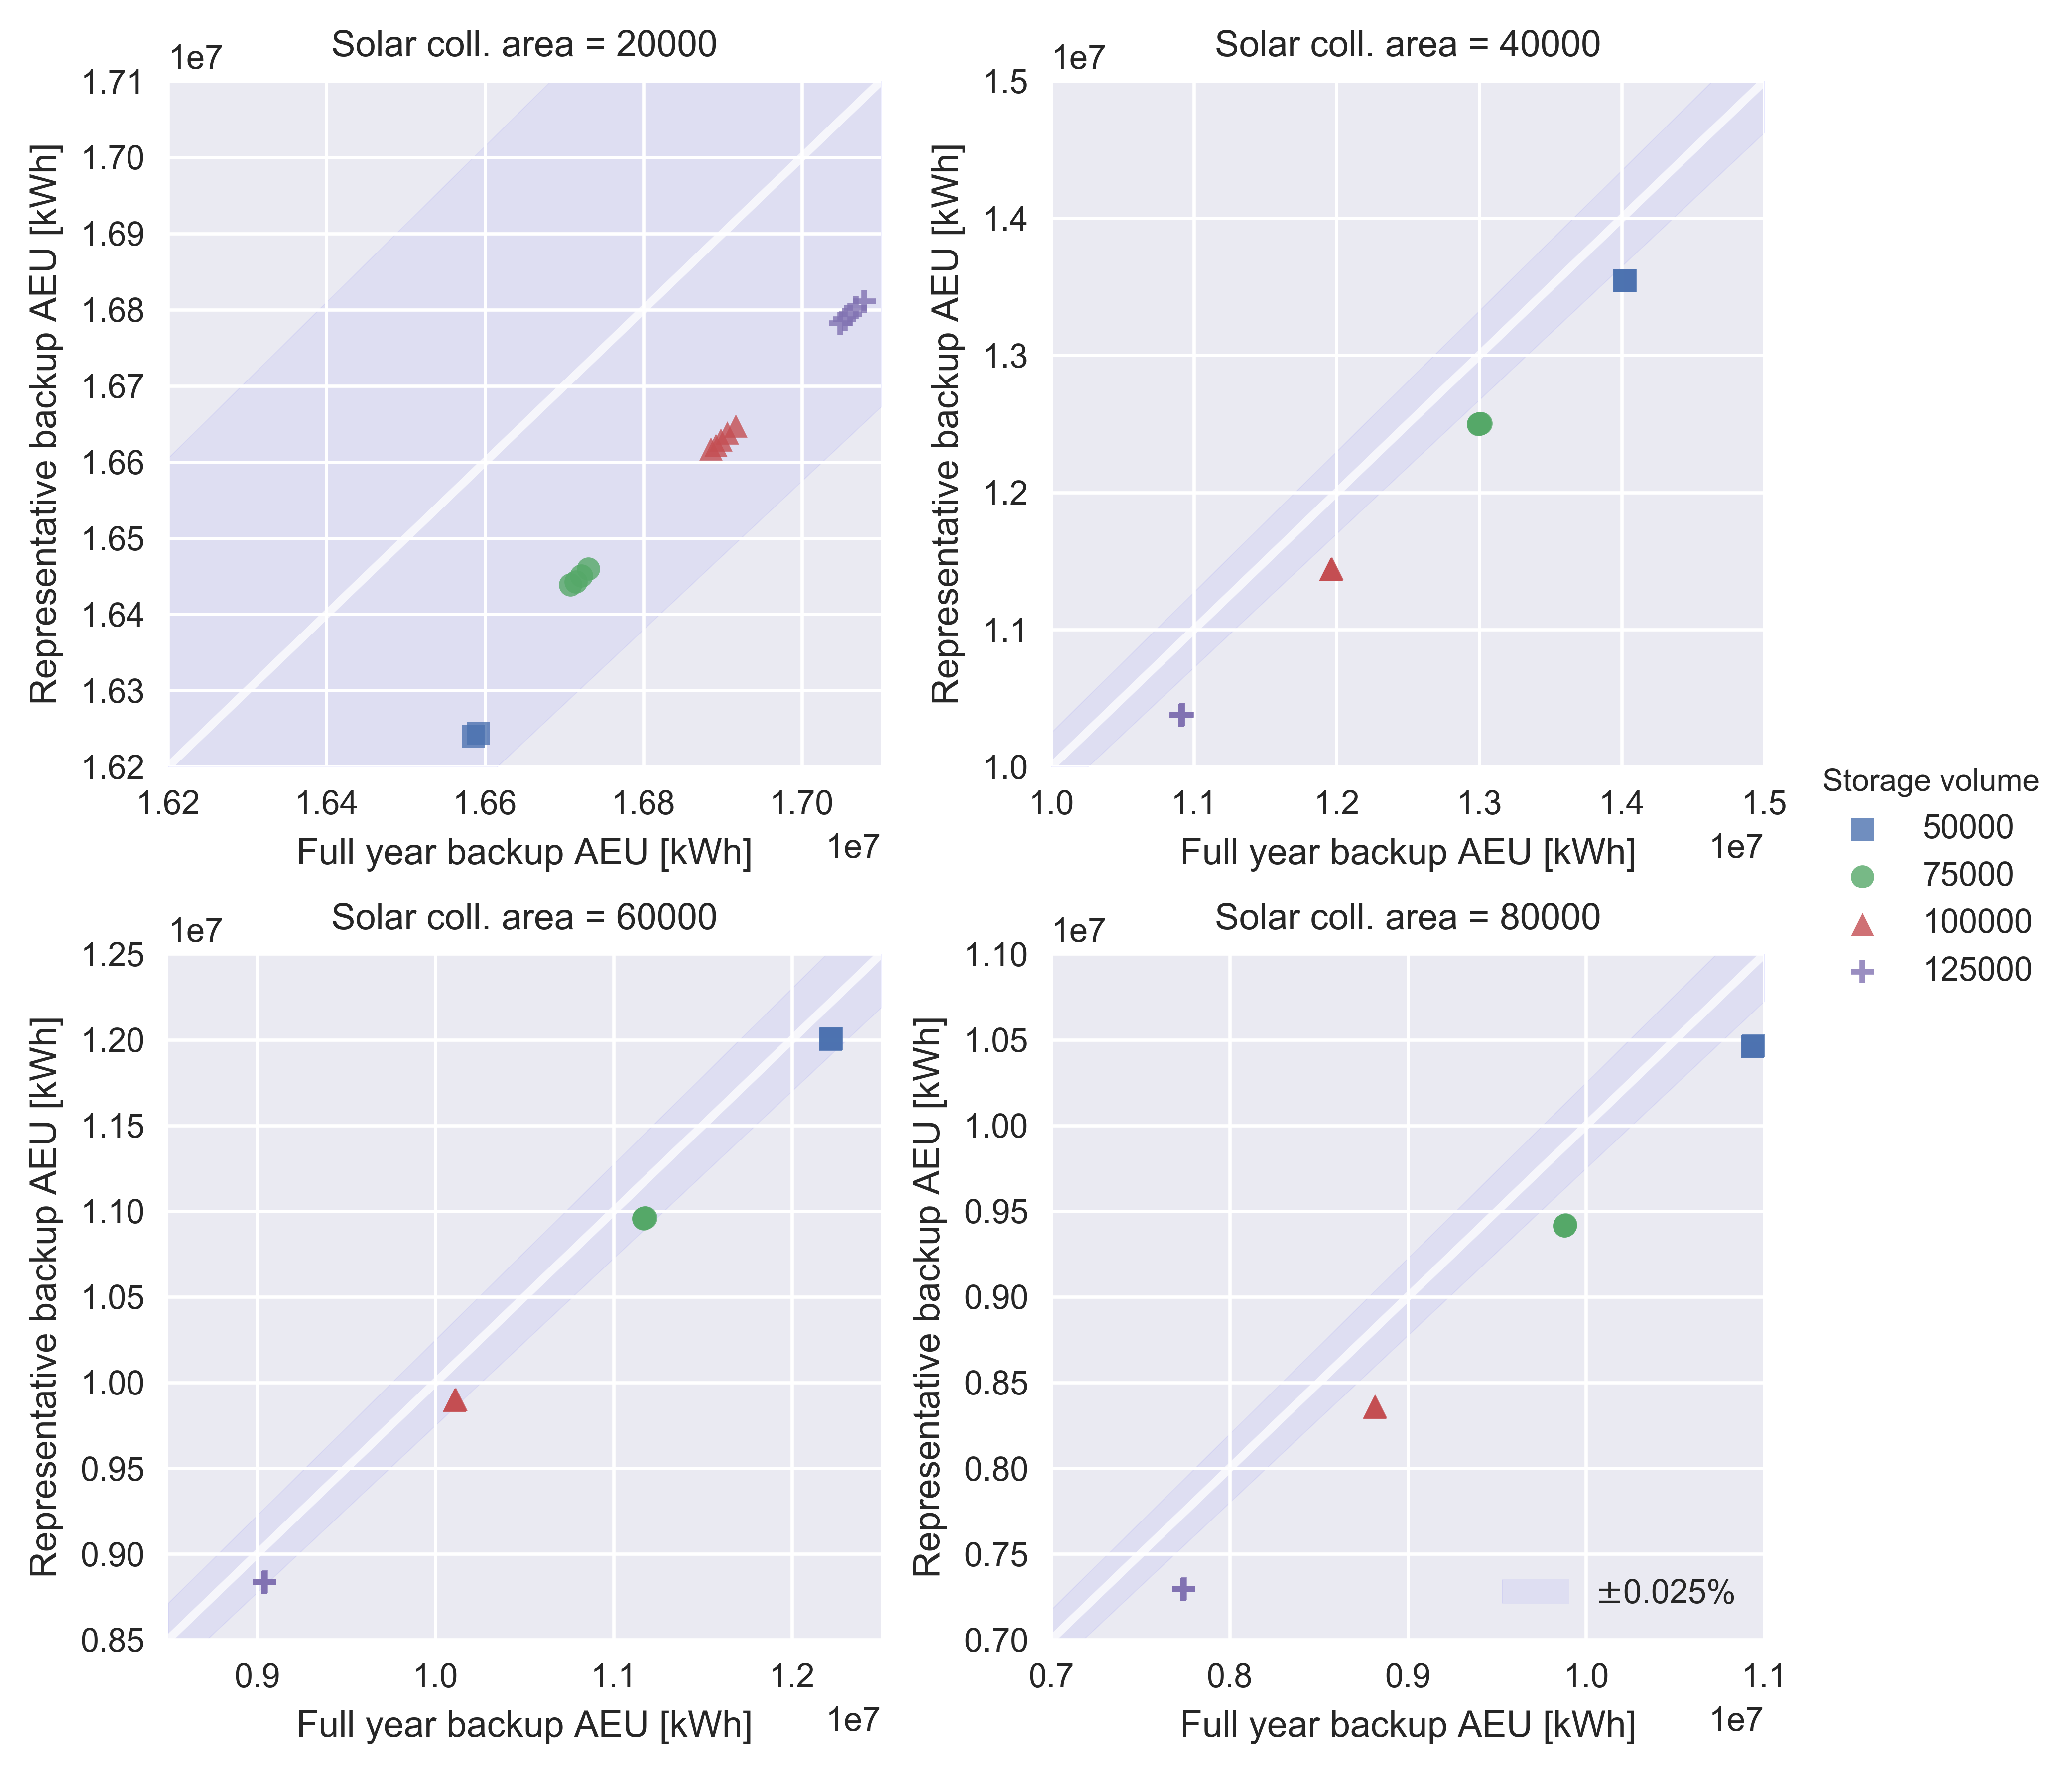 Solar coll. area = 20000
1e7
1.71
1.70
1.69
1.68
1.67
1.66
1.65
1.64
1.63
1.62
Representative backup AEU [kWh]
1.62 1.64 1.66 1.68 1.70
Full year backup AEU [kWh]
1e7
Solar coll. area = 40000
1e7
1.5
1.4
1.3
1.2
1.1
1.0
Representative backup AEU [kWh]
1.0 1.1 1.2 1.3 1.4 1.5
Full year backup AEU [kWh]
1e7
Storage volume
50000
75000
100000
125000
Solar coll. area = 60000
1e7
1.25
1.20
1.15
1.10
1.05
1.00
0.95
0.90
0.85
Representative backup AEU [kWh]
0.9 1.0 1.1 1.2
Full year backup AEU [kWh]
1e7
Solar coll. area = 80000
1e7
1.10
1.05
1.00
0.95
0.90
0.85
0.80
0.75
0.70
Representative backup AEU [kWh]
±0.025%
0.7 0.8 0.9 1.0 1.1
Full year backup AEU [kWh]
1e7